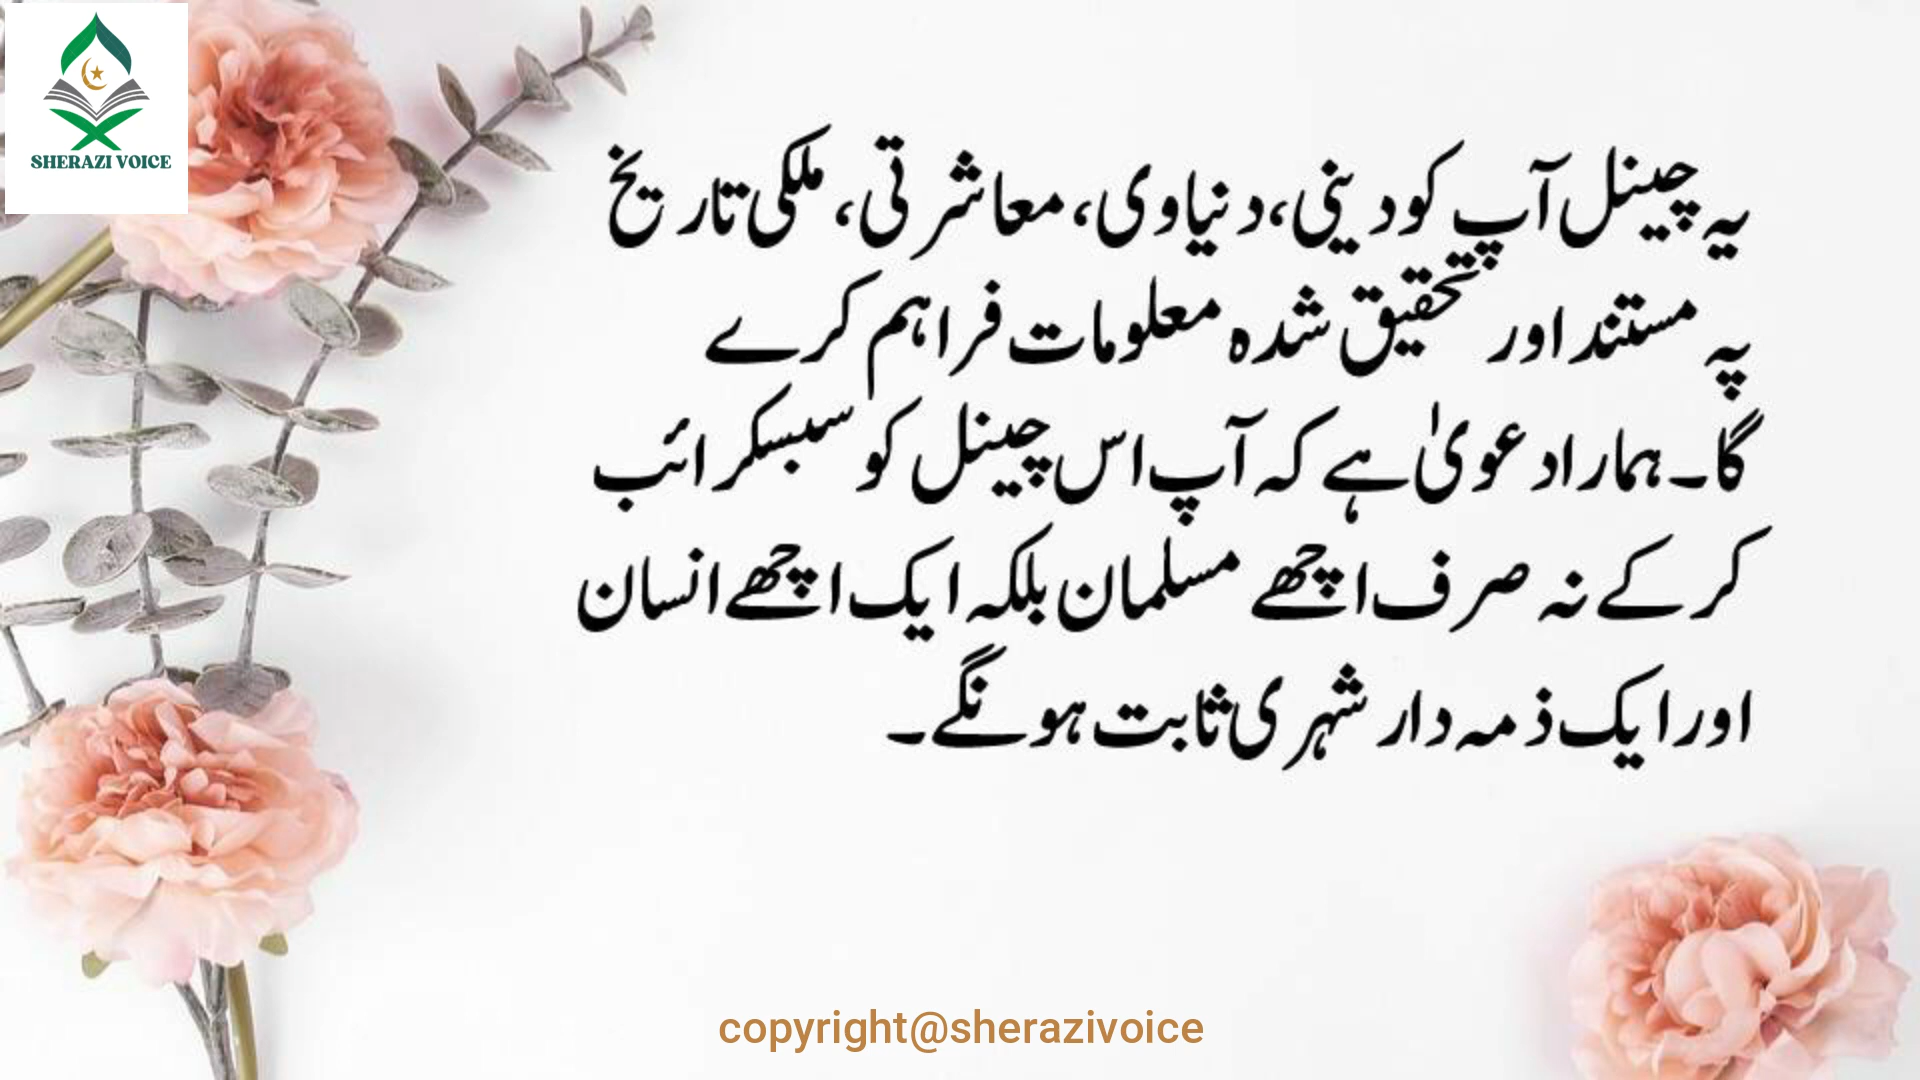 SHERAZI VOICE
یہ چینل آپ کو دینی، دنیاوی، معاشرتی، ملکی تاریخ
پہ مستند اور تحقیق شدہ معلومات فراہم کرے
گا۔ ہمارا دعویٰ ہے کہ آپ اس چینل کو سبسکرائب
کر کے نہ صرف اچھے مسلمان بلکہ ایک اچھے انسان
اور ایک ذمہ دار شہری ثابت ہونگے۔
copyright@sherazivoice